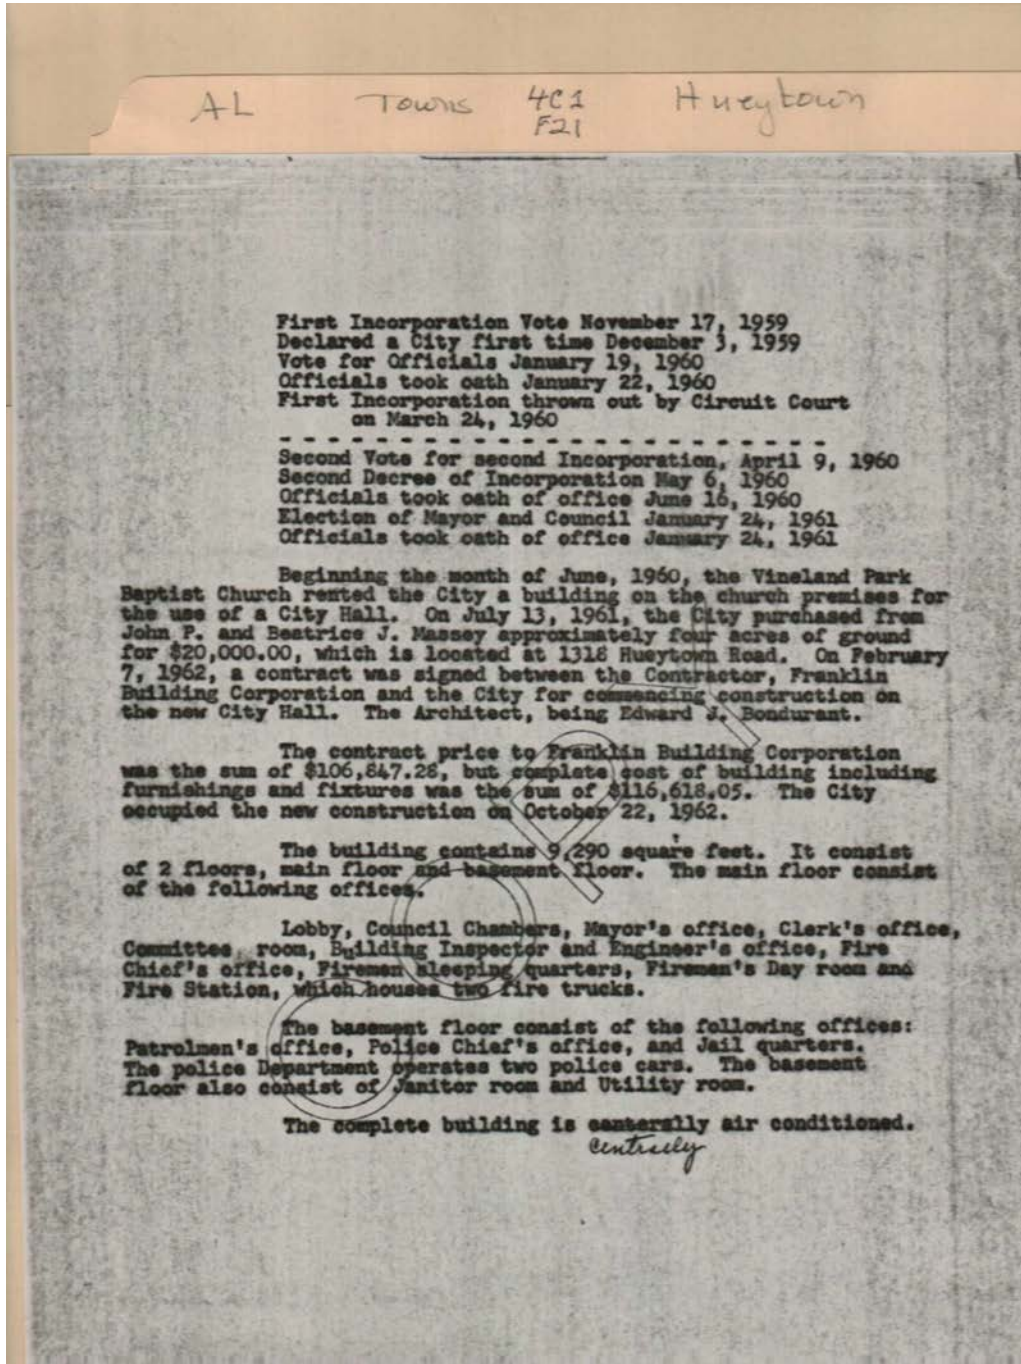 AL Towns 4C1 Hueytown
F21
First Incorporation Vote November 17, 1959
Declared a City first time December 3, 1959
Vote for Officials January 19, 1960
Officials took oath January 22, 1960
First Incorporation thrown out by Circuit Court
on March 24, 1960
- - - - - - - - - - - - - - - - - - - - - - - - - - -
Second Vote for second Incorporation, April 9, 1960
Second Decree of Incorporation May 6, 1960
Officials took oath of office June 16, 1960
Election of Mayor and Council January 24, 1961
Officials took oath of office January 24, 1961
Beginning the month of June, 1960, the Vineland Park
Baptist Church rented the City a building on the church premises for
the use of a City Hall. On July 13, 1961, the City purchased from
John P. and Beatrice J. Massey approximately four acres of ground
for $20,000.00, which is located at 1318 Hueytown Road. On February
7, 1962, a contract was signed between the Contractor, Franklin
Building Corporation and the City for commencing construction on
the new City Hall. The Architect, being Edward J. Bondurant.
The contract price to Franklin Building Corporation
was the sum of $106,847.28, but complete cost of building including
furnishings and fixtures was the sum of $116,618.05. The City
occupied the new construction on October 22, 1962.
The building contains 9,290 square feet. It consist
of 2 floors, main floor and basement floor. The main floor consist
of the following offices.
Lobby, Council Chambers, Mayor's office, Clerk's office,
Committee room, Building Inspector and Engineer's office, Fire
Chief's office, Firemen sleeping quarters, Firemen's Day room and
Fire Station, which houses two fire trucks.
The basement floor consist of the following offices:
Patrolmen's office, Police Chief's office, and Jail quarters.
The police Department operates two police cars. The basement
floor also consist of Janitor room and Utility room.
The complete building is canterally air conditioned.
centrally
COPY